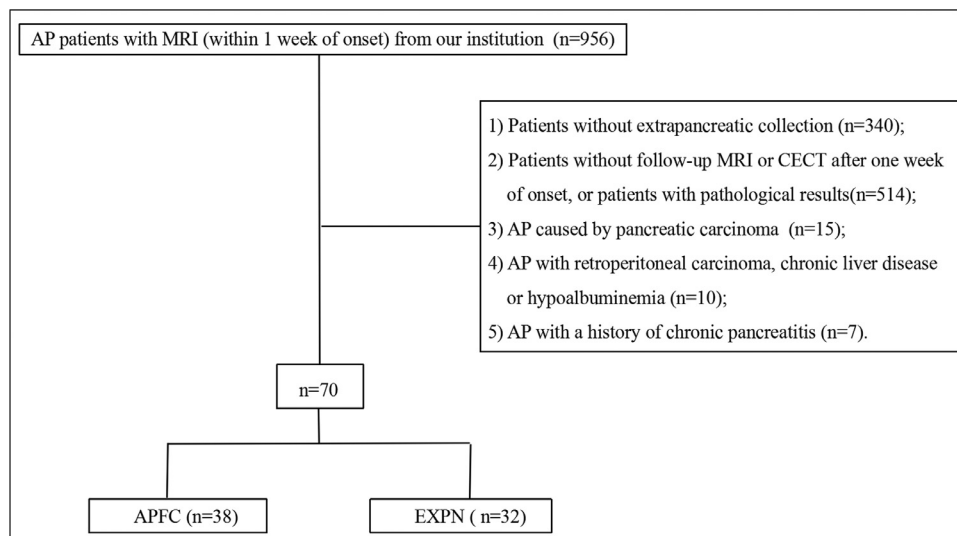 AP patients with MRI (within 1 week of onset) from our institution (n=956)
1) Patients without extrapancreatic collection (n=340);
2) Patients without follow-up MRI or CECT after one week
of onset, or patients with pathological results(n=514);
3) AP caused by pancreatic carcinoma (n=15);
4) AP with retroperitoneal carcinoma, chronic liver disease
or hypoalbuminemia (n=10);
5) AP with a history of chronic pancreatitis (n=7).
n=70
APFC (n=38)
EXPN ( n=32)